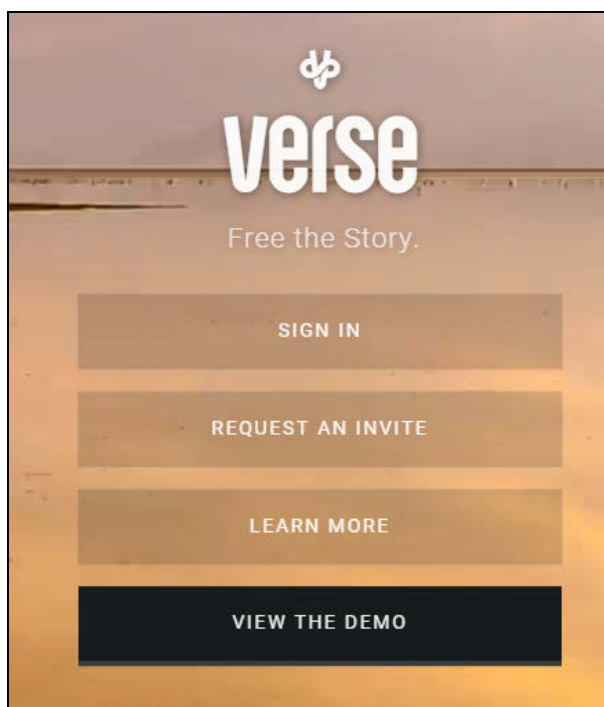 verse
Free the Story.
SIGN IN
REQUEST AN INVITE
LEARN MORE
VIEW THE DEMO